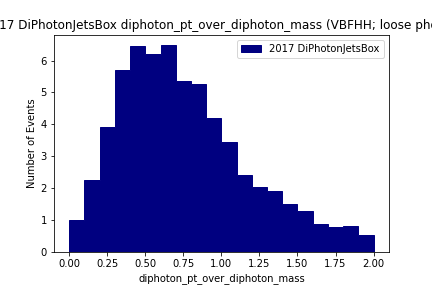 17 DiPhotonJetsBox diphoton_pt_over_diphoton_mass (VBFHH; loose pho
2017 DiPhotonJetsBox
Number of Events
6
5
4
3
2
1
0
0.00 0.25 0.50 0.75 1.00 1.25 1.50 1.75 2.00
diphoton_pt_over_diphoton_mass